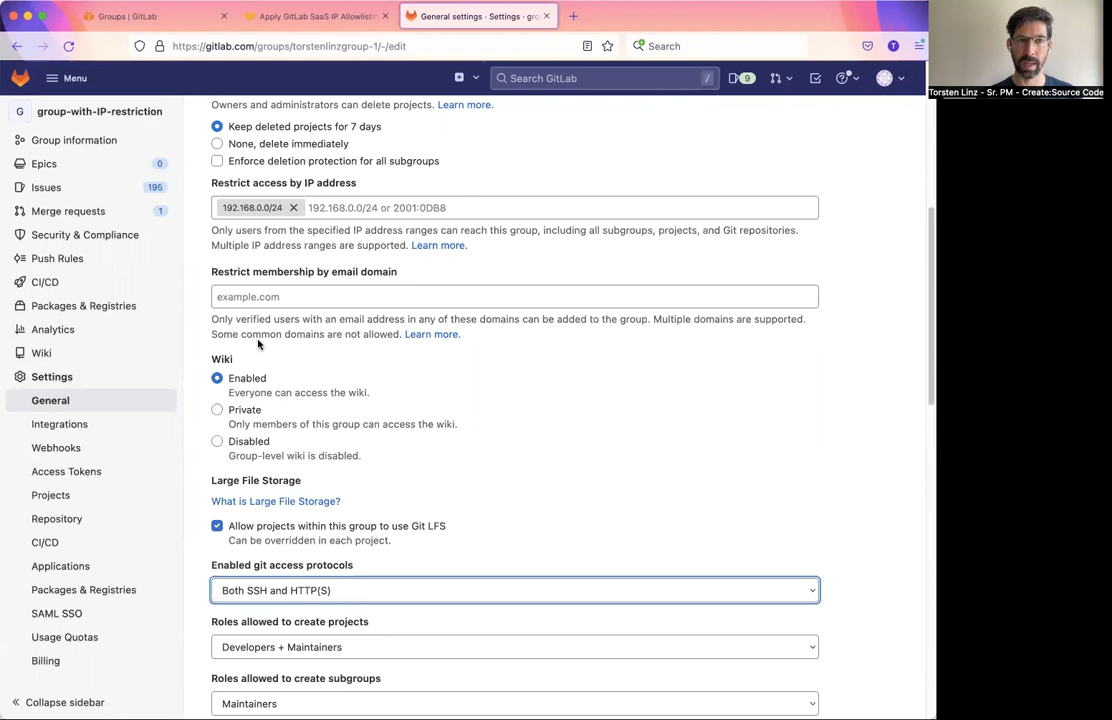 Groups | GitLab
Apply GitLab SaaS IP Allowlistin
General settings · Settings · gro
https://gitlab.com/groups/torstenlinzgroup-1/-/edit
Search
T
Menu
Search GitLab
/
9
Torsten Linz - Sr. PM - Create:Source Code
G
group-with-IP-restriction
Group information
Epics
0
Issues
195
Merge requests
1
Security & Compliance
Push Rules
CI/CD
Packages & Registries
Analytics
Wiki
Settings
General
Integrations
Webhooks
Access Tokens
Projects
Repository
CI/CD
Applications
Packages & Registries
SAML SSO
Usage Quotas
Billing
Collapse sidebar
Owners and administrators can delete projects. Learn more.
Keep deleted projects for 7 days
None, delete immediately
Enforce deletion protection for all subgroups
Restrict access by IP address
192.168.0.0/24
192.168.0.0/24 or 2001:0DB8
Only users from the specified IP address ranges can reach this group, including all subgroups, projects, and Git repositories.
Multiple IP address ranges are supported. Learn more.
Restrict membership by email domain
example.com
Only verified users with an email address in any of these domains can be added to the group. Multiple domains are supported.
Some common domains are not allowed. Learn more.
Wiki
Enabled
Everyone can access the wiki.
Private
Only members of this group can access the wiki.
Disabled
Group-level wiki is disabled.
Large File Storage
What is Large File Storage?
Allow projects within this group to use Git LFS
Can be overridden in each project.
Enabled git access protocols
Both SSH and HTTP(S)
Roles allowed to create projects
Developers + Maintainers
Roles allowed to create subgroups
Maintainers